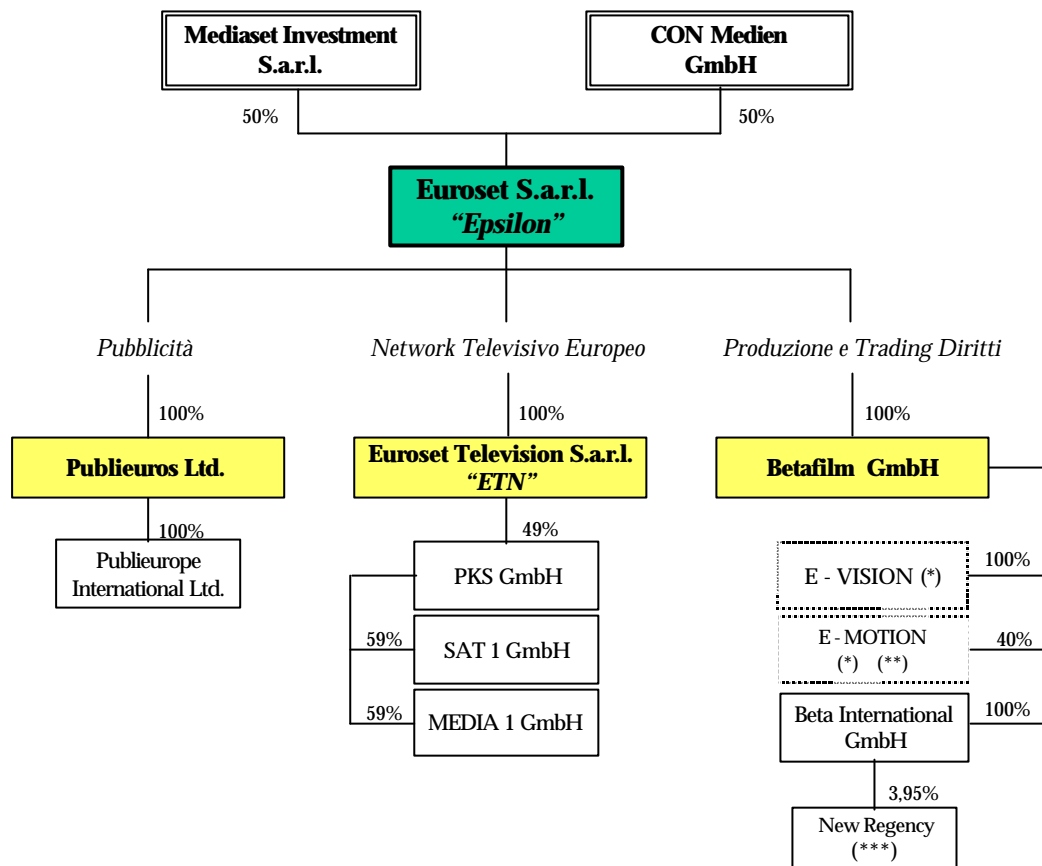 Mediaset Investment
S.a.r.l.
CON Medien
GmbH
50%
50%
Euroset S.a.r.l.
“Epsilon”
Pubblicità
Network Televisivo Europeo
Produzione e Trading Diritti
100%
100%
100%
Publieuros Ltd.
Euroset Television S.a.r.l.
“ETN”
Betafilm GmbH
100%
Publieurope
International Ltd.
49%
PKS GmbH
59%
SAT 1 GmbH
59%
MEDIA 1 GmbH
E - VISION (*)
100%
E - MOTION
(*) (**)
40%
Beta International
GmbH
100%
3,95%
New Regency
(***)